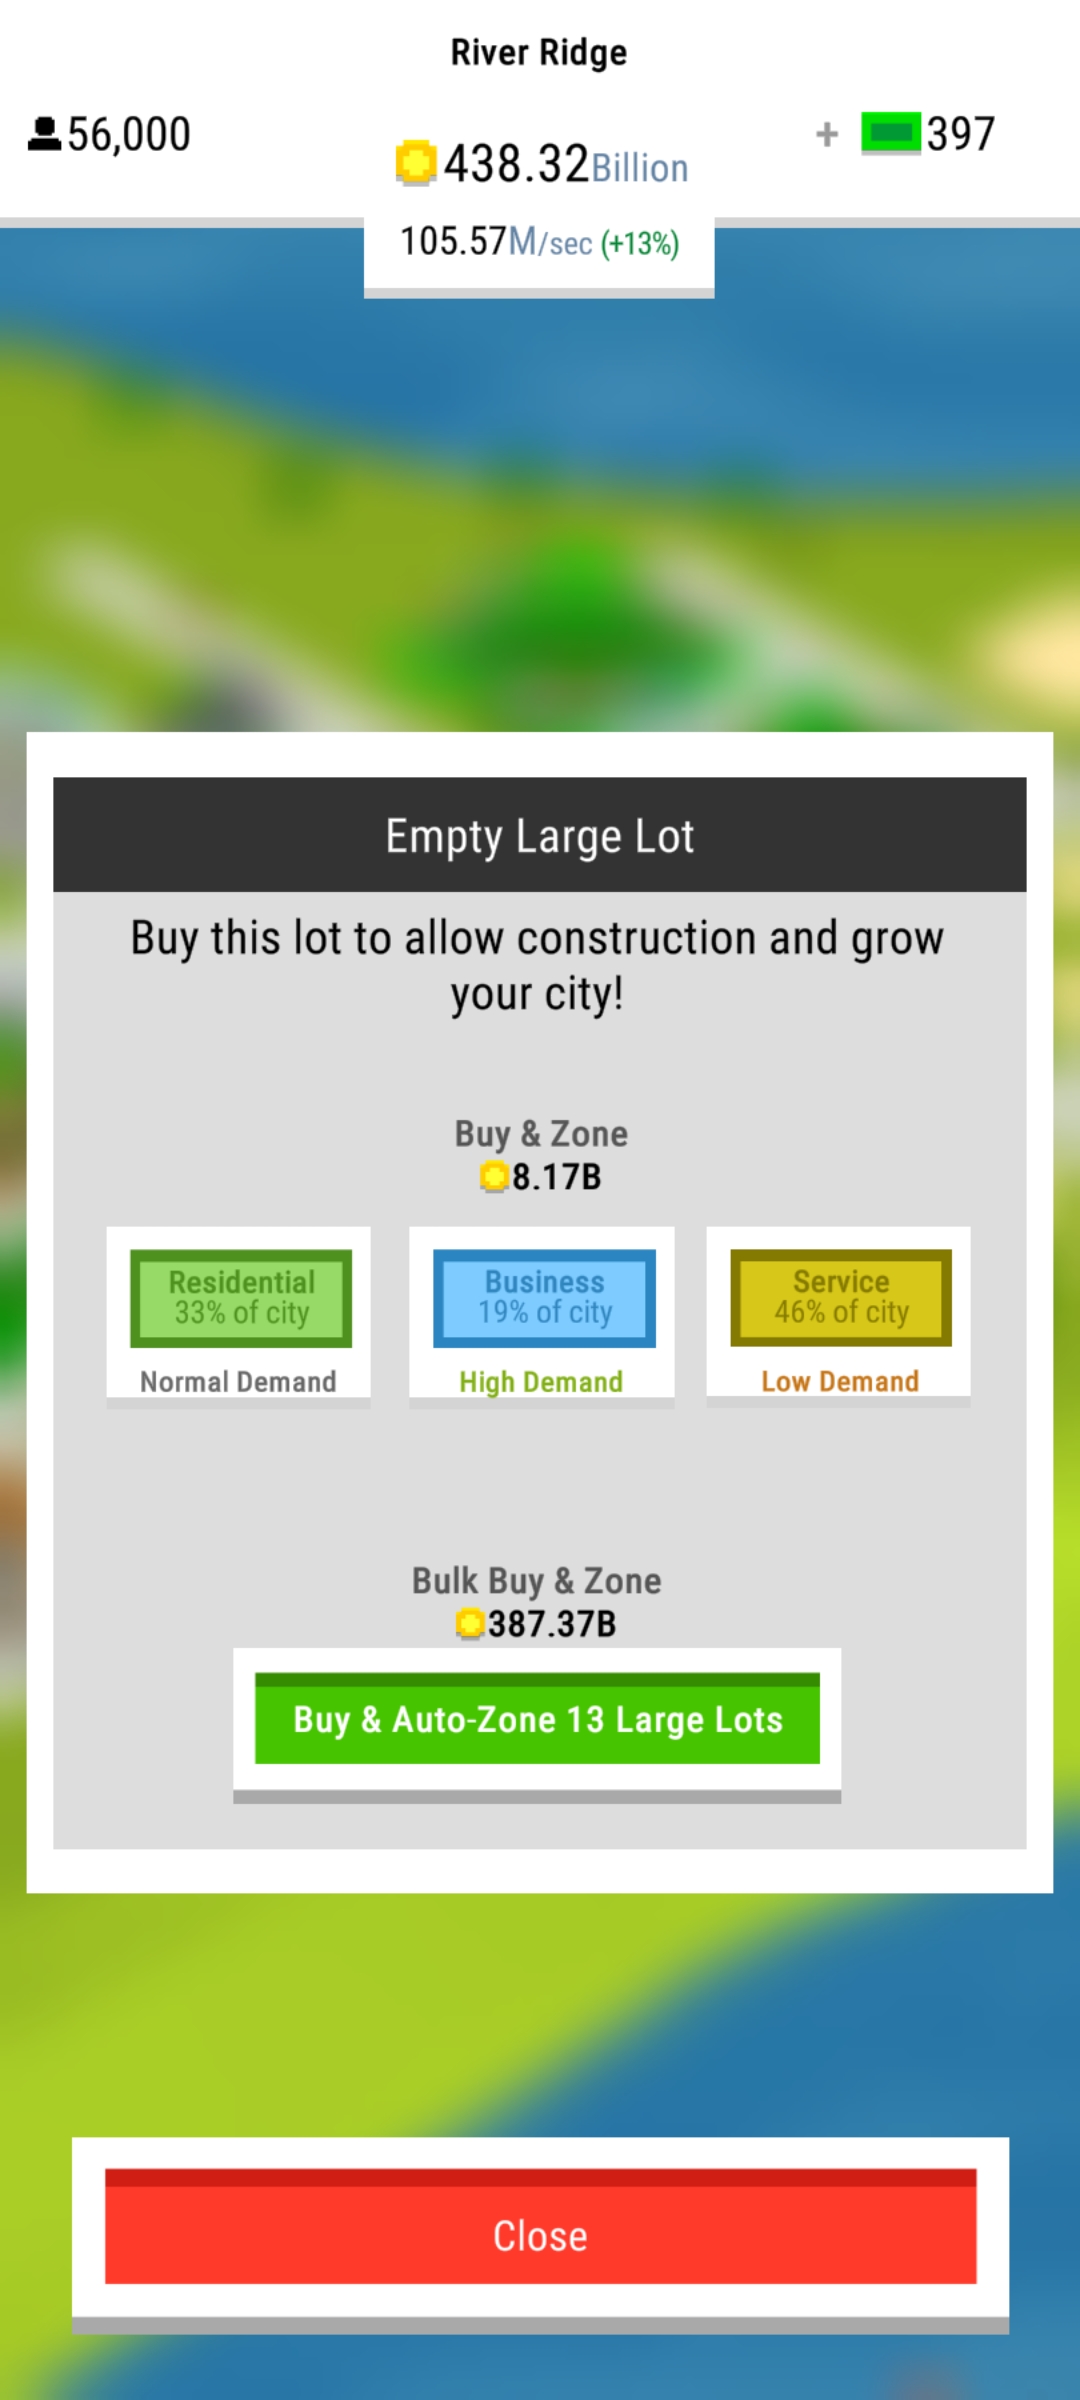 River Ridge
56,000
+ 397
438.32Billion
105.57M/sec (+13%)
Empty Large Lot
Buy this lot to allow construction and grow
your city!
Buy & Zone
8.17B
Residential
33% of city
Normal Demand
Business
19% of city
High Demand
Service
46% of city
Low Demand
Bulk Buy & Zone
387.37B
Buy & Auto-Zone 13 Large Lots
Close